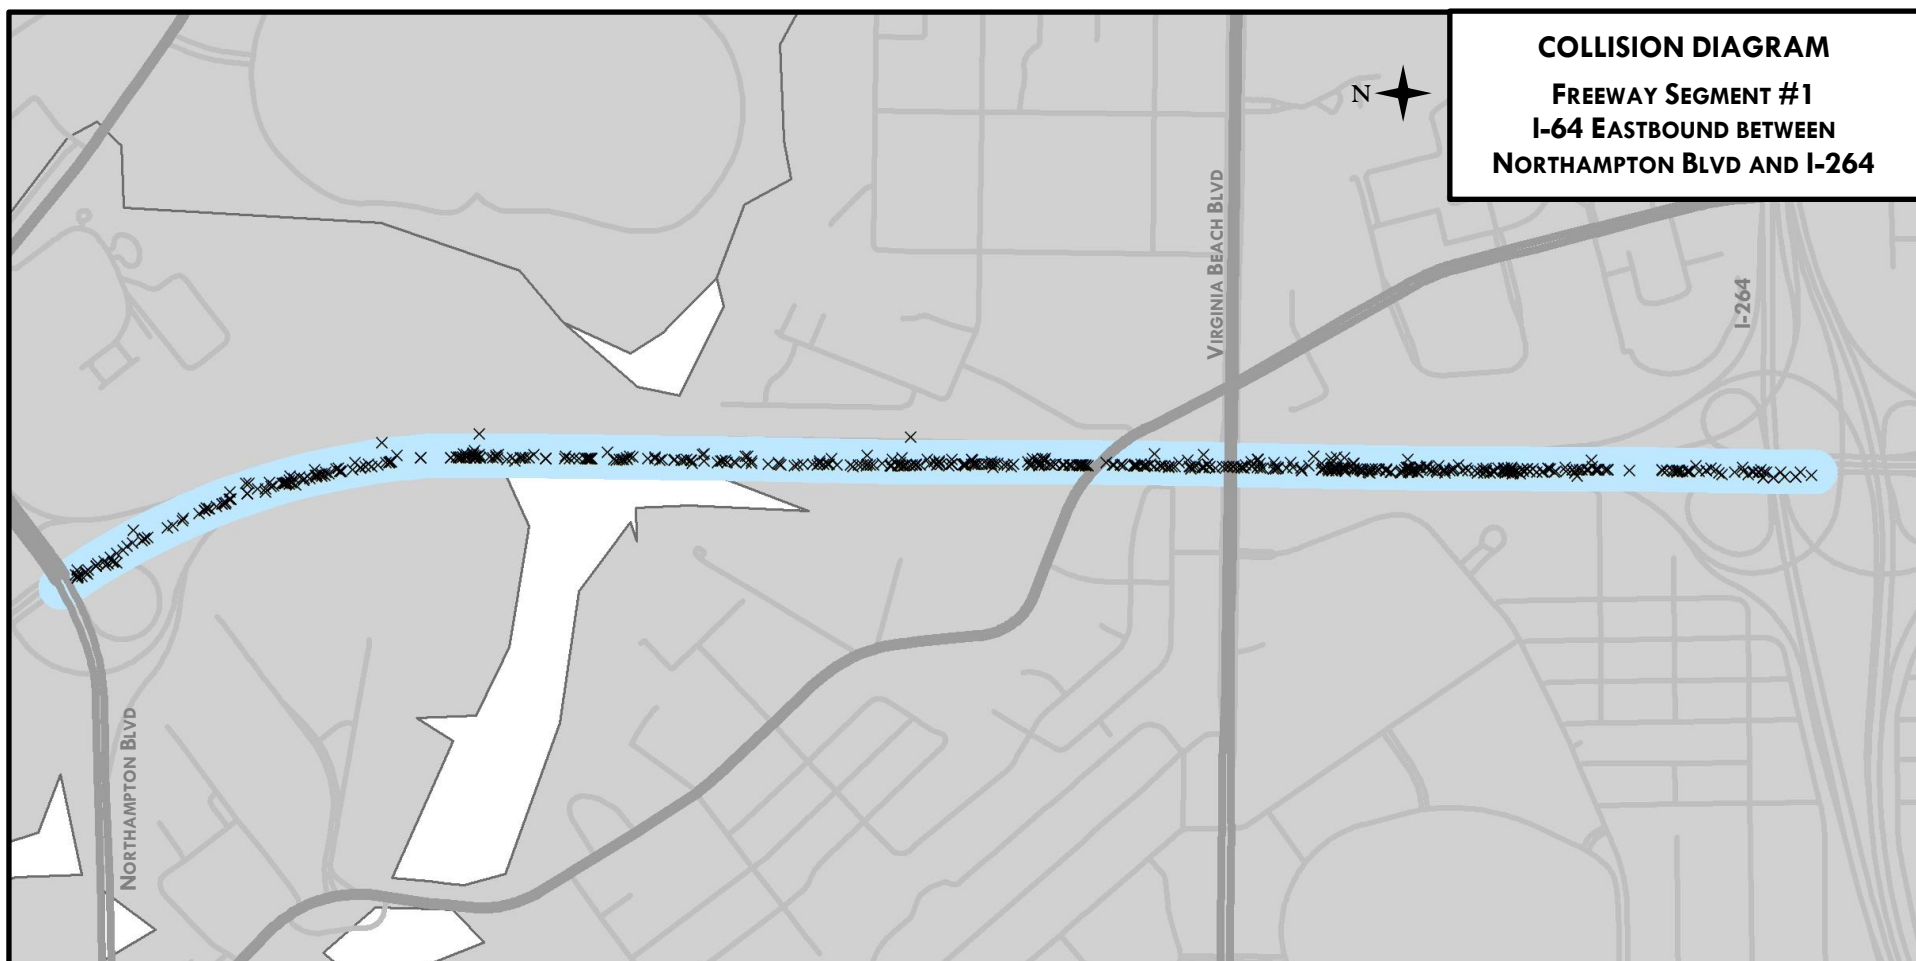 COLLISION DIAGRAM
FREEWAY SEGMENT #1
I-64 EASTBOUND BETWEEN
NORTHAMPTON BLVD AND I-264
N
VIRGINIA BEACH BLVD
I-264
NORTHAMPTON BLVD